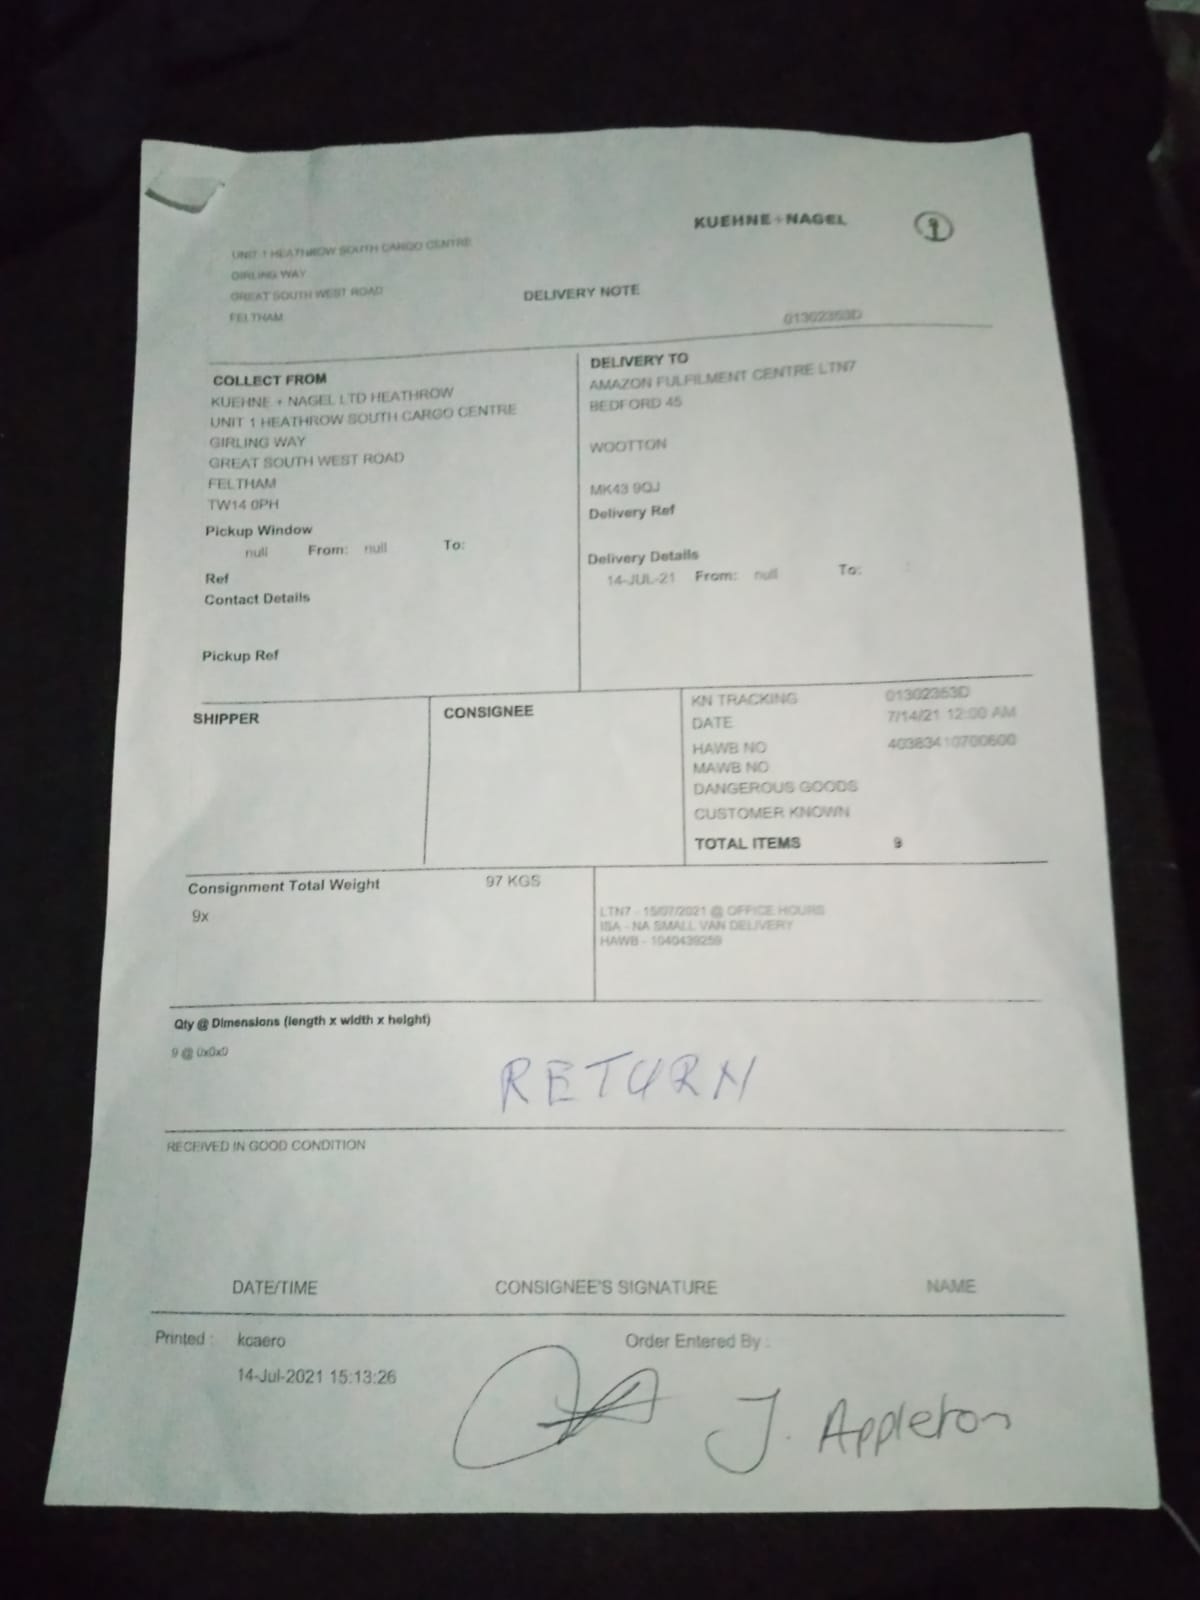 KUEHNE+NAGEL
UNIT 1 HEATHROW SOUTH CARGO CENTRE
GIRLING WAY
GREAT SOUTH WEST ROAD
FELTHAM
DELIVERY NOTE
01302353D
COLLECT FROM
KUEHNE + NAGEL LTD HEATHROW
UNIT 1 HEATHROW SOUTH CARGO CENTRE
GIRLING WAY
GREAT SOUTH WEST ROAD
FELTHAM
TW14 0PH
Pickup Window
null From: null To:
Ref
Contact Details
Pickup Ref
DELIVERY TO
AMAZON FULFILMENT CENTRE LTN7
BEDFORD 45
WOOTTON
MK43 9QJ
Delivery Ref
Delivery Details
14-JUL-21 From: null To: :
SHIPPER
CONSIGNEE
KN TRACKING 01302353D
DATE 7/14/21 12:00 AM
HAWB NO 40383410700600
MAWB NO
DANGEROUS GOODS
CUSTOMER KNOWN
TOTAL ITEMS 9
Consignment Total Weight 97 KGS
9x
LTN7 - 15/07/2021 @ OFFICE HOURS
ISA - NA SMALL VAN DELIVERY
HAWB - 1040439259
Qty @ Dimensions (length x width x height)
9 @ 0x0x0
RETURN
RECEIVED IN GOOD CONDITION
DATE/TIME CONSIGNEE'S SIGNATURE NAME
Printed : kcaero Order Entered By :
14-Jul-2021 15:13:26
J. Appleton